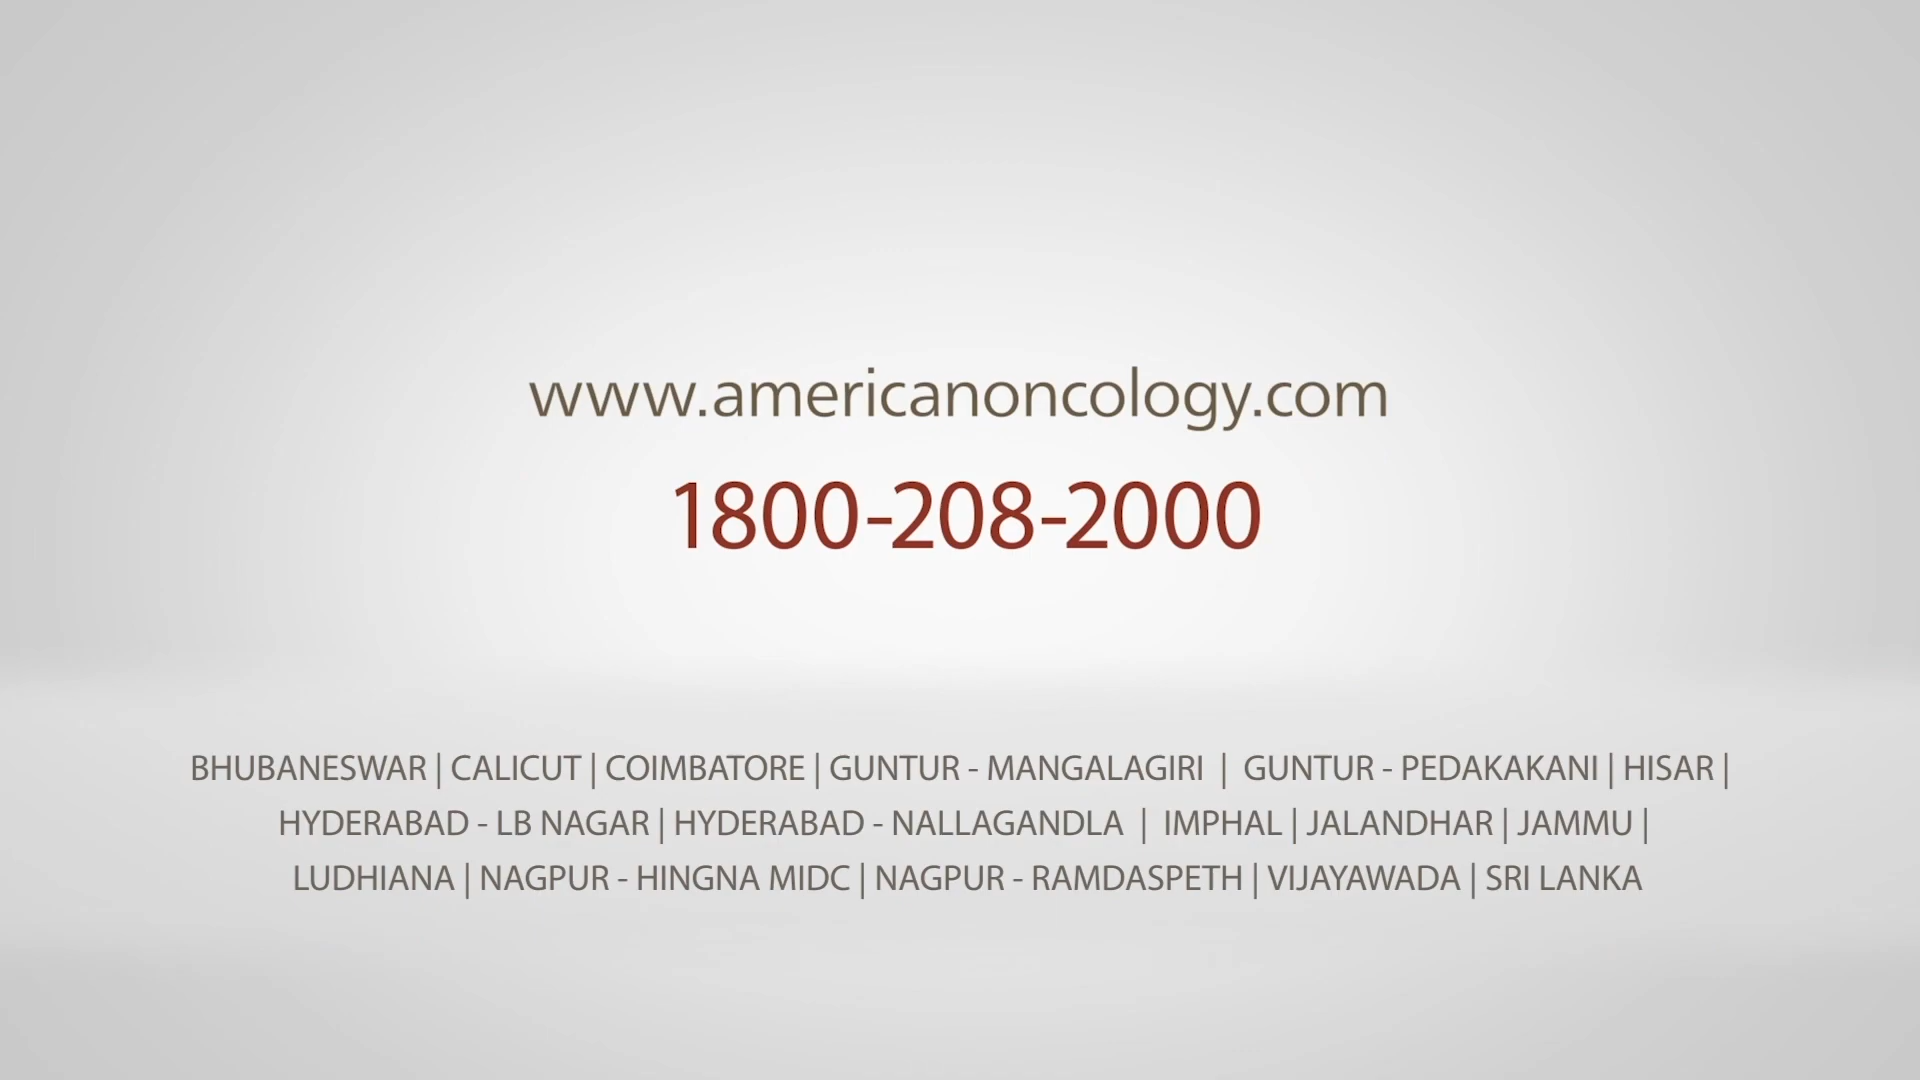 www.americanoncology.com
1800-208-2000
BHUBANESWAR | CALICUT | COIMBATORE | GUNTUR - MANGALAGIRI | GUNTUR - PEDAKAKANI | HISAR |
HYDERABAD - LB NAGAR | HYDERABAD - NALLAGANDLA | IMPHAL | JALANDHAR | JAMMU |
LUDHIANA | NAGPUR - HINGNA MIDC | NAGPUR - RAMDASPETH | VIJAYAWADA | SRI LANKA